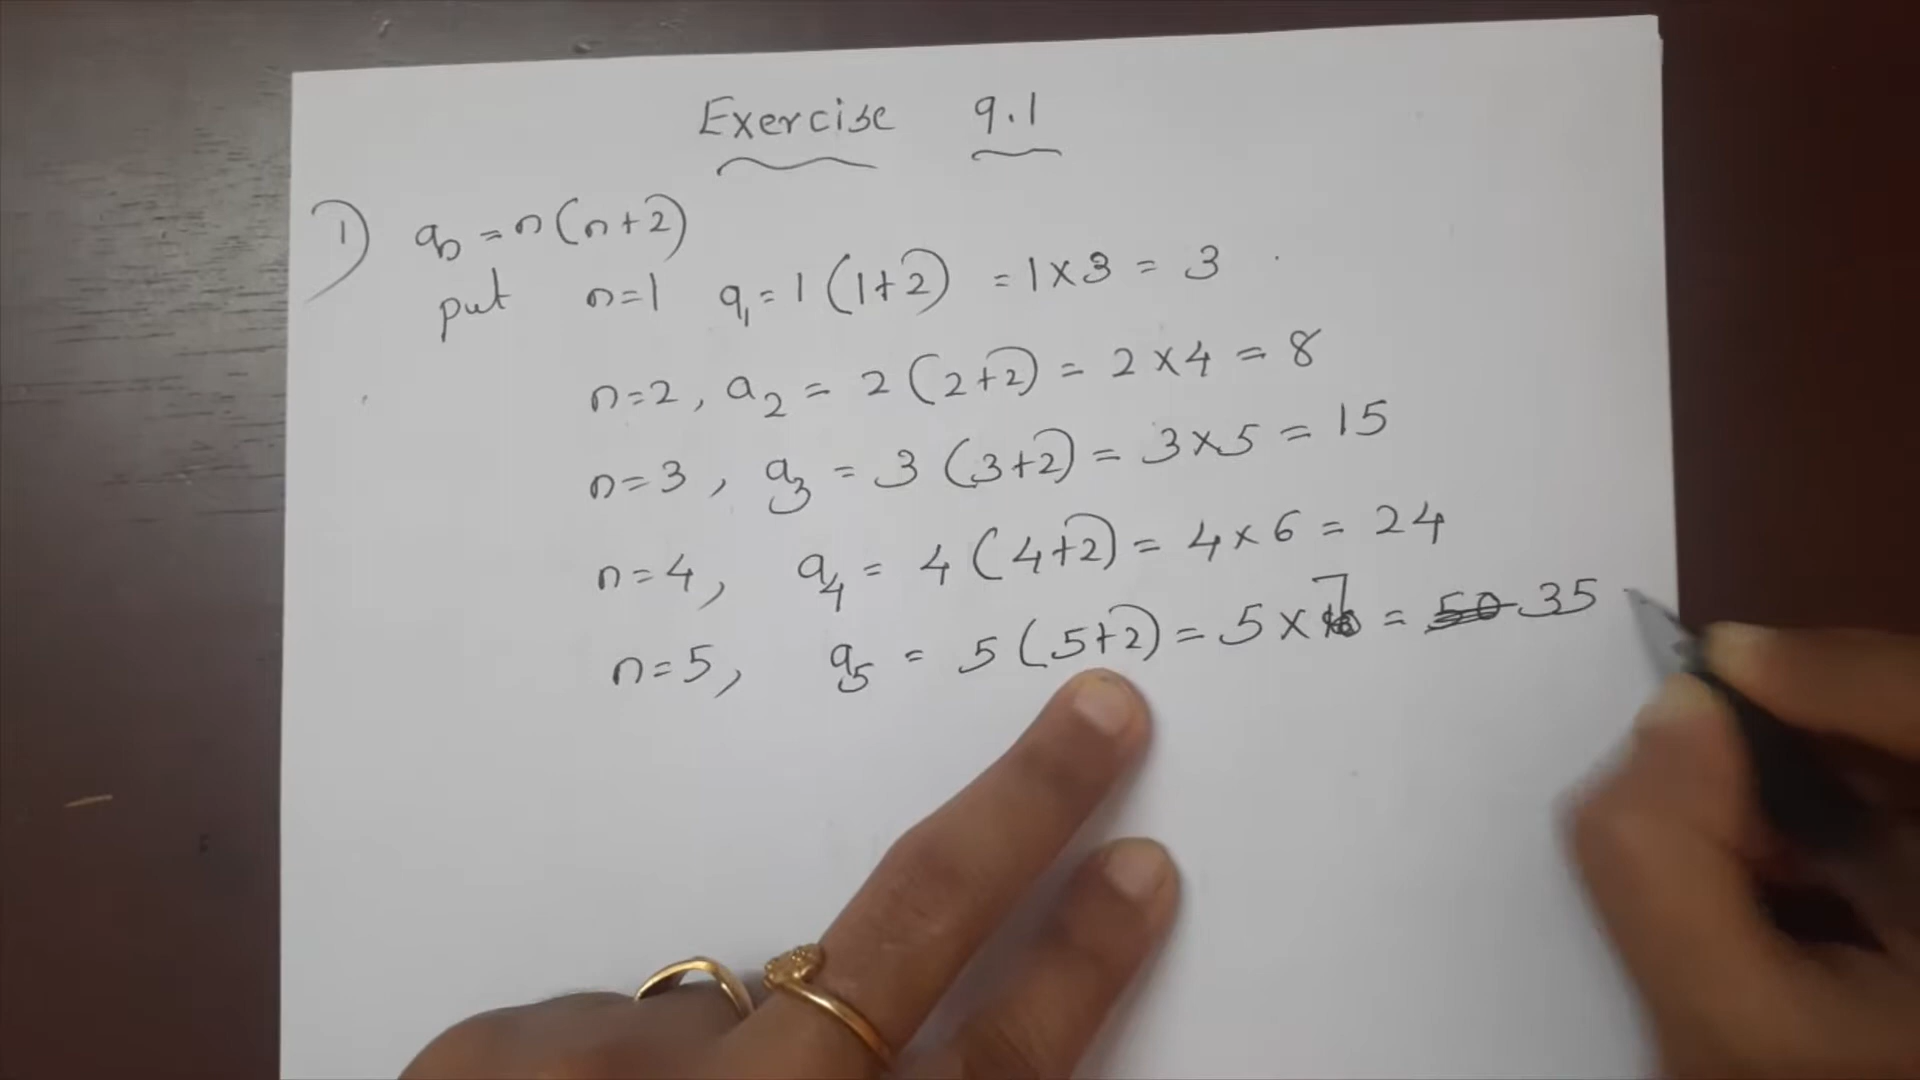 Exercise 9.1
1) an = n(n+2)
put n=1 a1 = 1(1+2) = 1×3 = 3
n=2, a2 = 2(2+2) = 2×4 = 8
n=3, a3 = 3(3+2) = 3×5 = 15
n=4, a4 = 4(4+2) = 4×6 = 24
n=5, a5 = 5(5+2) = 5×7 = 50 35